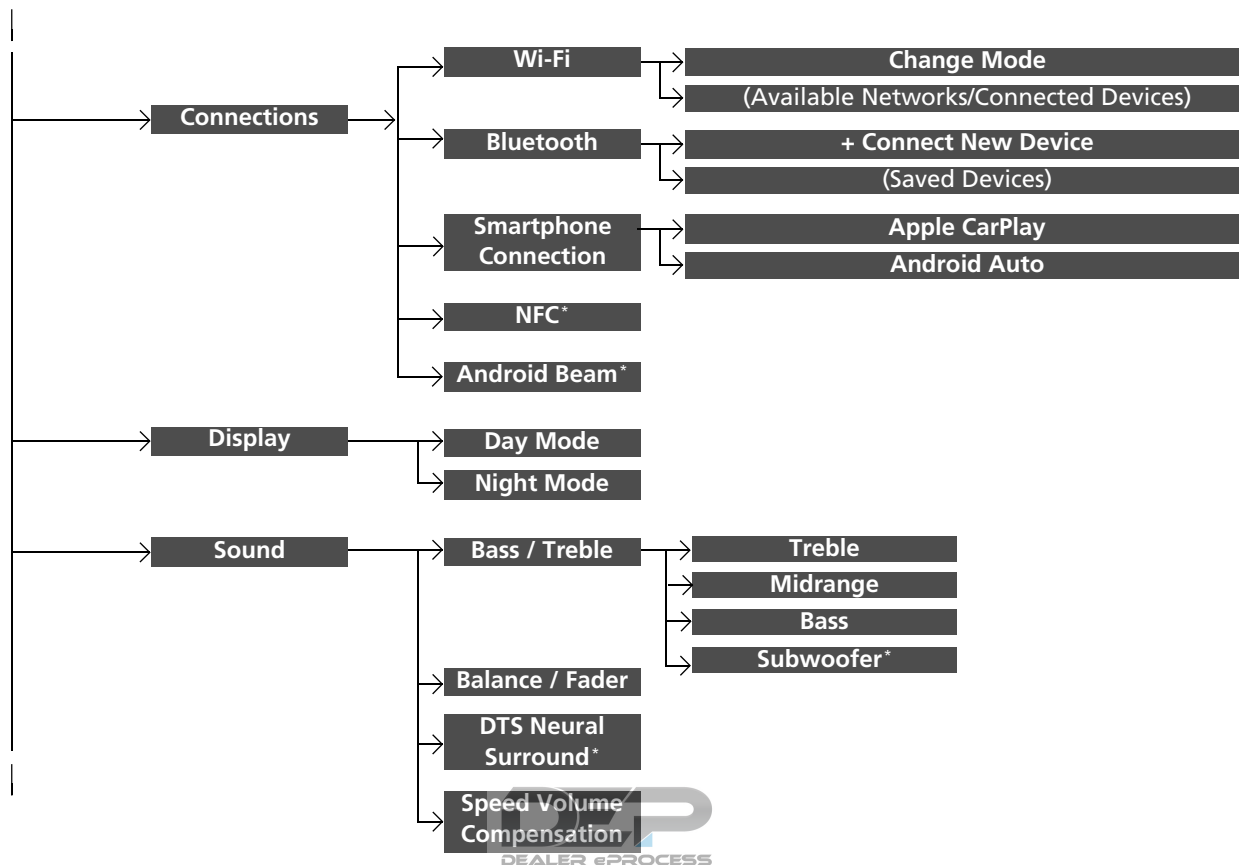 Wi-Fi
Change Mode
(Available Networks/Connected Devices)
Connections
Bluetooth
+ Connect New Device
(Saved Devices)
Smartphone
Connection
Apple CarPlay
Android Auto
NFC*
Android Beam*
Display
Day Mode
Night Mode
Sound
Bass / Treble
Treble
Midrange
Bass
Subwoofer*
Balance / Fader
DTS Neural
Surround*
Speed Volume
Compensation
DEP
DEALER ePROCESS